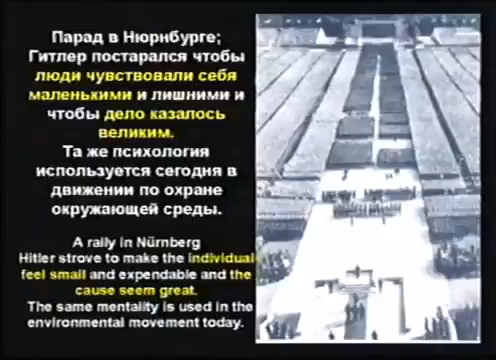 Парад в Нюрнбурге;
Гитлер постарался чтобы
люди чувствовали себя
маленькими и лишними и
чтобы дело казалось
великим.
Та же психология
используется сегодня в
движении по охране
окружающей среды.
A rally in Nürnberg
Hitler strove to make the individual
feel small and expendable and the
cause seem great.
The same mentality is used in the
environmental movement today.